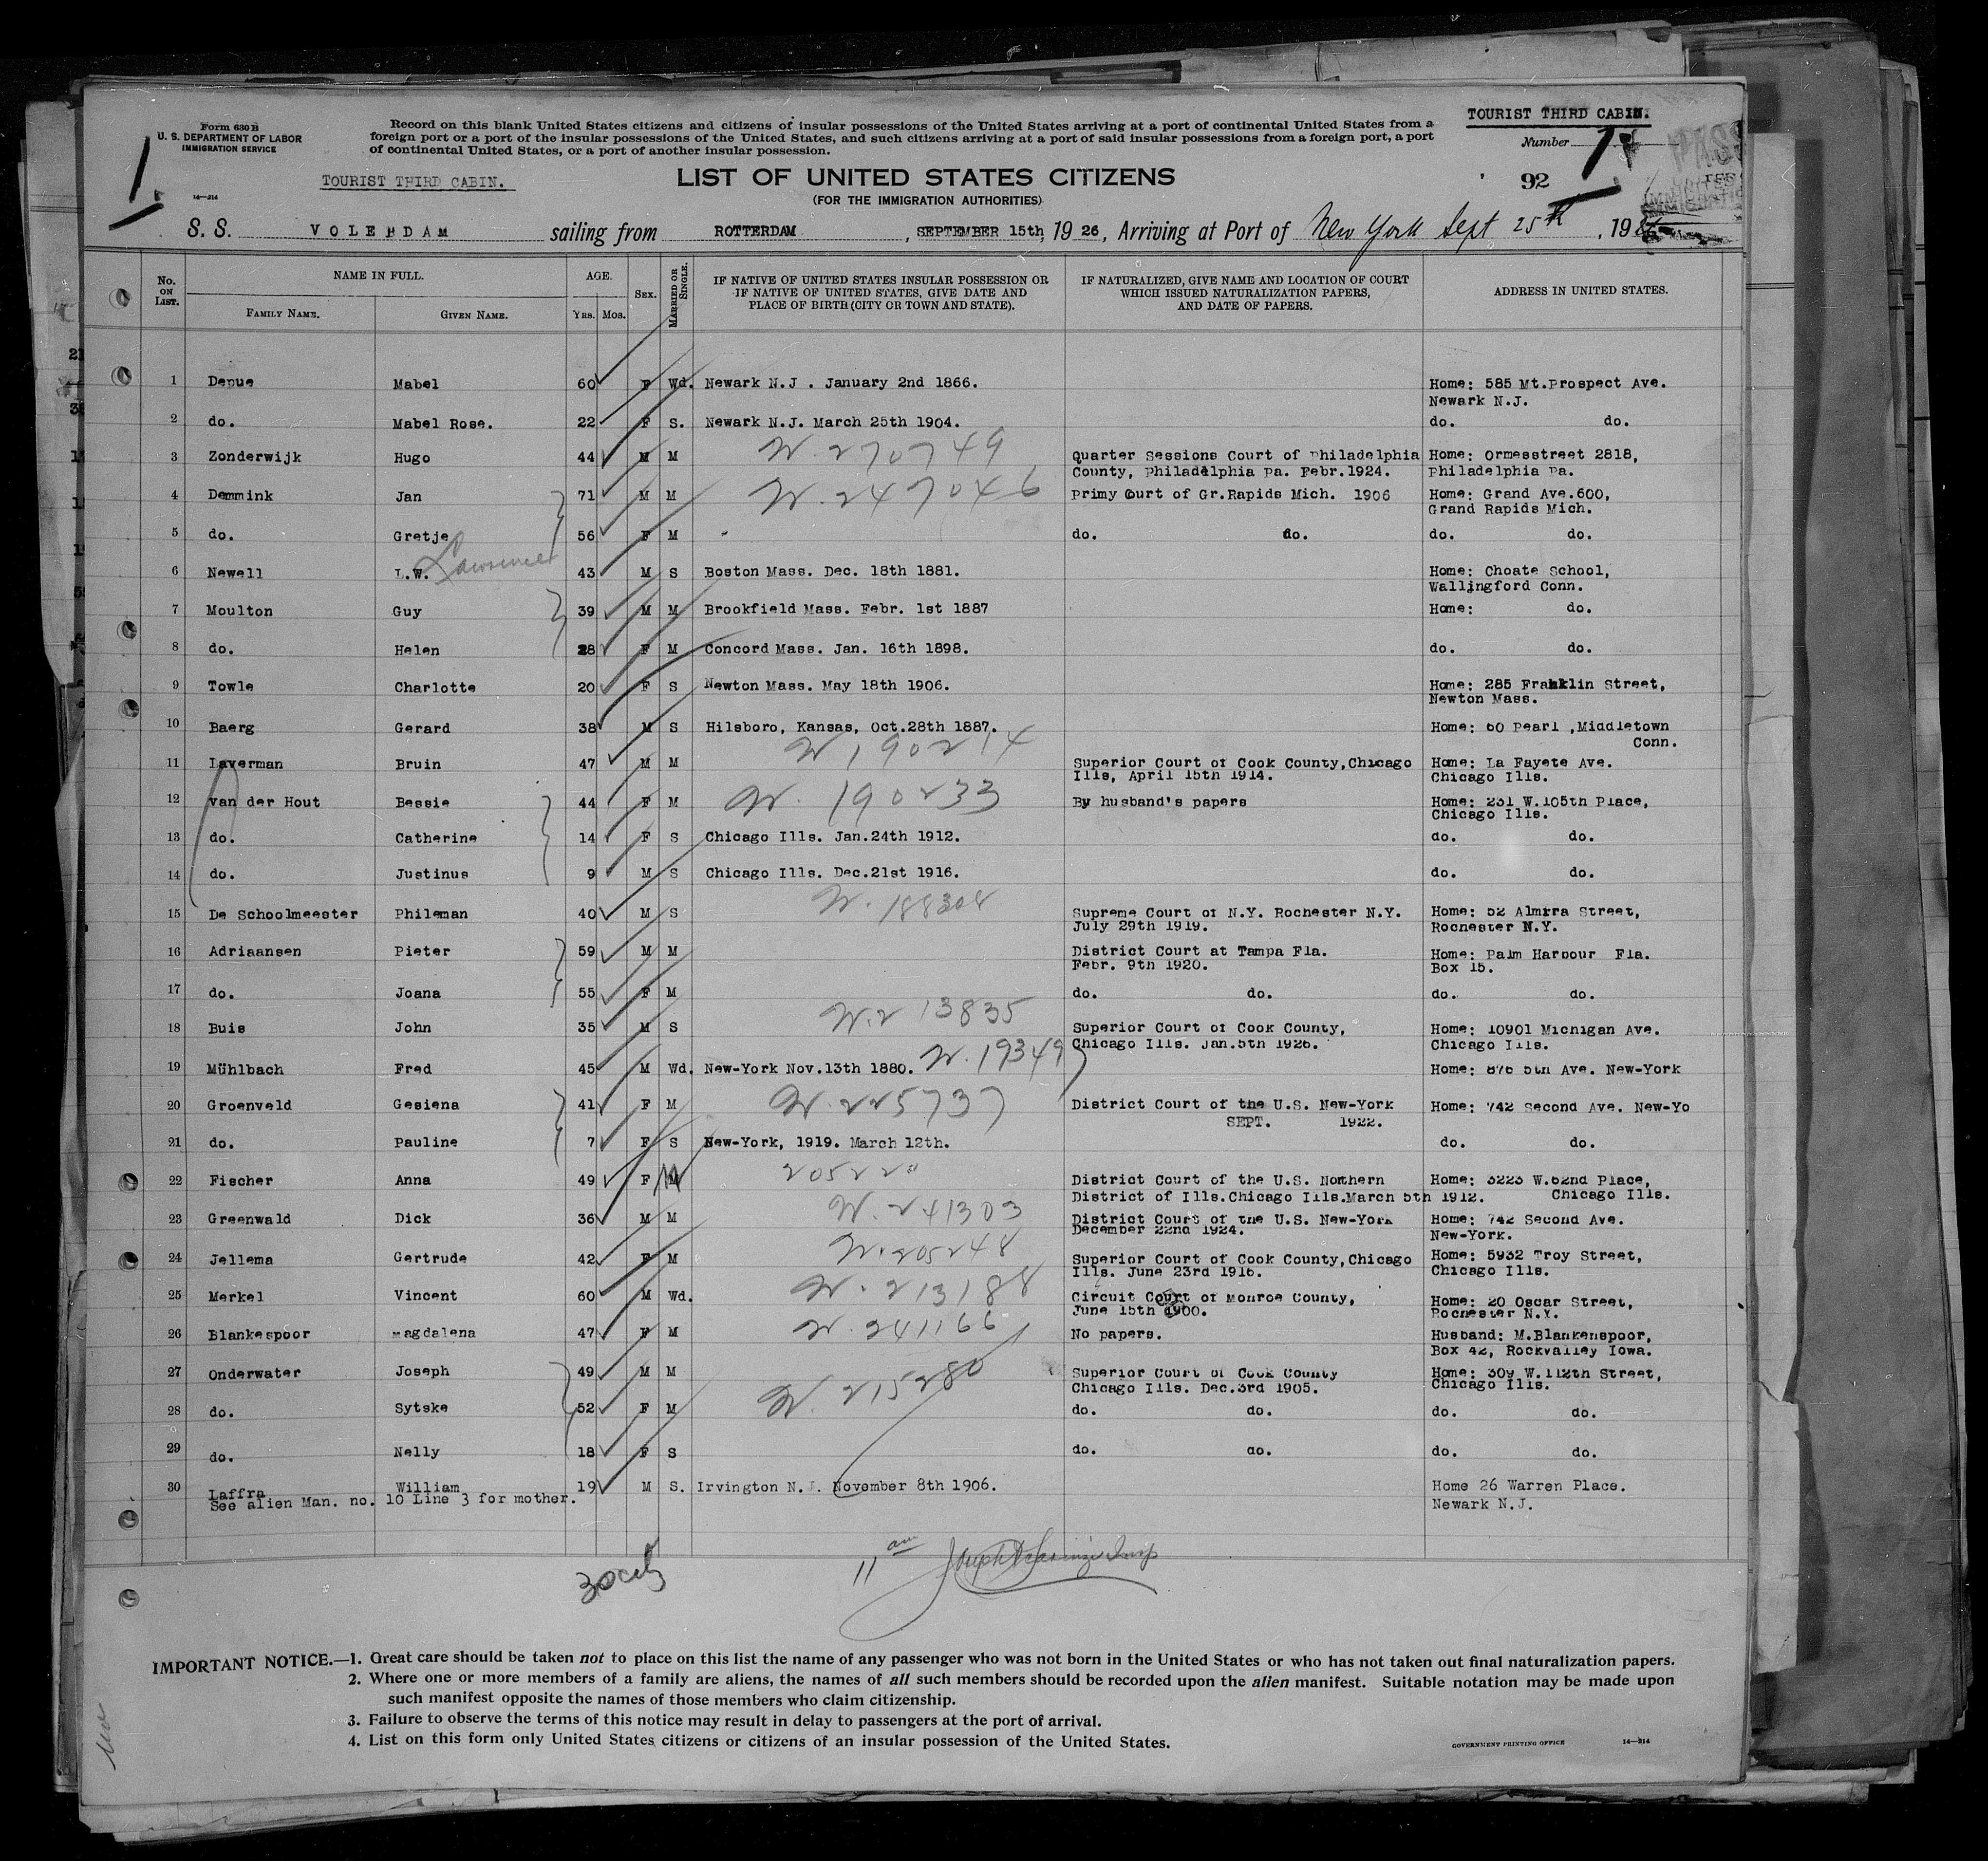 Form 630 B
U. S. DEPARTMENT OF LABOR
IMMIGRATION SERVICE
14—214
1
Record on this blank United States citizens and citizens of insular possessions of the United States arriving at a port of continental United States from a
foreign port or a port of the insular possessions of the United States, and such citizens arriving at a port of said insular possessions from a foreign port, a port
of continental United States, or a port of another insular possession.
TOURIST THIRD CABIN.
Number
92
TOURIST THIRD CABIN.
LIST OF UNITED STATES CITIZENS
(FOR THE IMMIGRATION AUTHORITIES)
S. S. VOLENDAM sailing from ROTTERDAM, SEPTEMBER 15th, 1926, Arriving at Port of New York Sept 25th, 19
No. ON LIST. NAME IN FULL. AGE. SEX. MARRIED OR SINGLE. IF NATIVE OF UNITED STATES INSULAR POSSESSION OR IF NATIVE OF UNITED STATES, GIVE DATE AND PLACE OF BIRTH (CITY OR TOWN AND STATE). IF NATURALIZED, GIVE NAME AND LOCATION OF COURT WHICH ISSUED NATURALIZATION PAPERS, AND DATE OF PAPERS. ADDRESS IN UNITED STATES.
FAMILY NAME. GIVEN NAME. YRS. MOS.
1 Depue Mabel 60 F Wd. Newark N.J . January 2nd 1866. Home: 585 Mt.Prospect Ave.
Newark N.J.
2 do. Mabel Rose. 22 F S. Newark N.J. March 25th 1904. do. do.
3 Zonderwijk Hugo 44 M M N. 270749 Quarter Sessions Court of Philadelphia Home: Ormesstreet 2818,
County, Philadelphia Pa. Febr.1924. Philadelphia Pa.
4 Demmink Jan 71 M M N. 247046 Primy Court of Gr.Rapids Mich. 1906 Home: Grand Ave.600,
Grand Rapids Mich.
5 do. Gretje 56 F M do. do. do. do.
6 Newell L.W. Lawrence 43 M S Boston Mass. Dec. 18th 1881. Home: Choate School,
Wallingford Conn.
7 Moulton Guy 39 M M Brookfield Mass. Febr. 1st 1887 Home: do.
8 do. Helen 28 F M Concord Mass. Jan. 16th 1898. do. do.
9 Towle Charlotte 20 F S Newton Mass. May 18th 1906. Home: 285 Franklin Street,
Newton Mass.
10 Baerg Gerard 38 M S Hilsboro, Kansas, Oct.28th 1887. Home: 60 Pearl ,Middletown
Conn.
11 Laverman Bruin 47 M M N 190214 Superior Court of Cook County,Chicago Home: La Fayete Ave.
Ills, April 15th 1914. Chicago Ills.
12 van der Hout Bessie 44 F M N. 190233 By husband's papers Home: 231 W.105th Place,
Chicago Ills.
13 do. Catherine 14 F S Chicago Ills. Jan.24th 1912. do. do.
14 do. Justinus 9 M S Chicago Ills. Dec.21st 1916. do. do.
15 De Schoolmeester Phileman 40 M S N. 188308 Supreme Court of N.Y. Rochester N.Y. Home: 52 Almira Street,
July 29th 1919. Rochester N.Y.
16 Adriaansen Pieter 59 M M District Court at Tampa Fla. Home: Palm Harbour Fla.
Febr. 9th 1920. Box 15.
17 do. Joana 55 F M do. do. do. do.
18 Buis John 35 M S N. 213835 Superior Court of Cook County, Home: 10901 Michigan Ave.
Chicago Ills. Jan.5th 1926. Chicago Ills.
19 Mühlbach Fred 45 M Wd. New-York Nov.13th 1880. N. 19349 Home: 876 5th Ave. New-York
20 Groenveld Gesiena 41 F M N. 225737 District Court of the U.S. New-York Home: 742 Second Ave. New-Yo
SEPT. 1922.
21 do. Pauline 7 F S New-York, 1919. March 12th. do. do.
22 Fischer Anna 49 F M 20522 District Court of the U.S. Northern Home: 3223 W.62nd Place,
District of Ills.Chicago Ills.March 5th 1912. Chicago Ills.
23 Greenwald Dick 36 M M N. 241303 District Court of the U.S. New-York Home: 742 Second Ave.
December 22nd 1924. New-York.
24 Jellema Gertrude 42 F M N. 205248 Superior Court of Cook County,Chicago Home: 5932 Troy Street,
Ills. June 23rd 1916. Chicago Ills.
25 Merkel Vincent 60 M Wd. N. 213188 Circuit Court of Monroe County, Home: 20 Oscar Street,
June 15th 1900. Rochester N.Y.
26 Blankespoor Magdalena 47 F M N. 241166 No papers. Husband: M.Blankenspoor,
Box 42, Rockvalley Iowa.
27 Onderwater Joseph 49 M M N. 215280 Superior Court of Cook County Home: 309 W.112th Street,
Chicago Ills. Dec.3rd 1905. Chicago Ills.
28 do. Sytske 52 F M do. do. do. do.
29 do. Nelly 18 F S do. do. do. do.
30 Laffra William 19 M S. Irvington N.J. November 8th 1906. Home 26 Warren Place.
See alien Man. no. 10 Line 3 for mother. Newark N.J.
11 am
IMPORTANT NOTICE.—1. Great care should be taken not to place on this list the name of any passenger who was not born in the United States or who has not taken out final naturalization papers.
2. Where one or more members of a family are aliens, the names of all such members should be recorded upon the alien manifest. Suitable notation may be made upon
such manifest opposite the names of those members who claim citizenship.
3. Failure to observe the terms of this notice may result in delay to passengers at the port of arrival.
4. List on this form only United States citizens or citizens of an insular possession of the United States.
GOVERNMENT PRINTING OFFICE 14—214